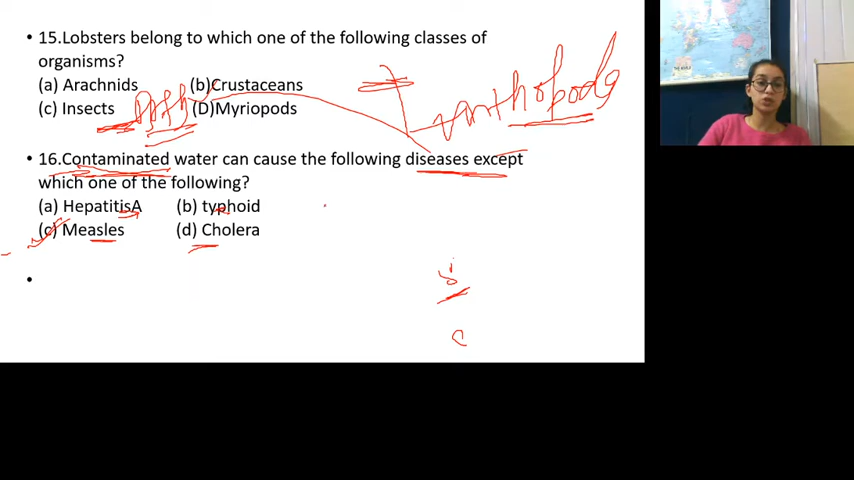 • 15.Lobsters belong to which one of the following classes of
organisms?
(a) Arachnids (b)Crustaceans
(c) Insects (D)Myriopods
Arthopods
• 16.Contaminated water can cause the following diseases except
which one of the following?
(a) HepatitisA (b) typhoid
(c) Measles (d) Cholera
•